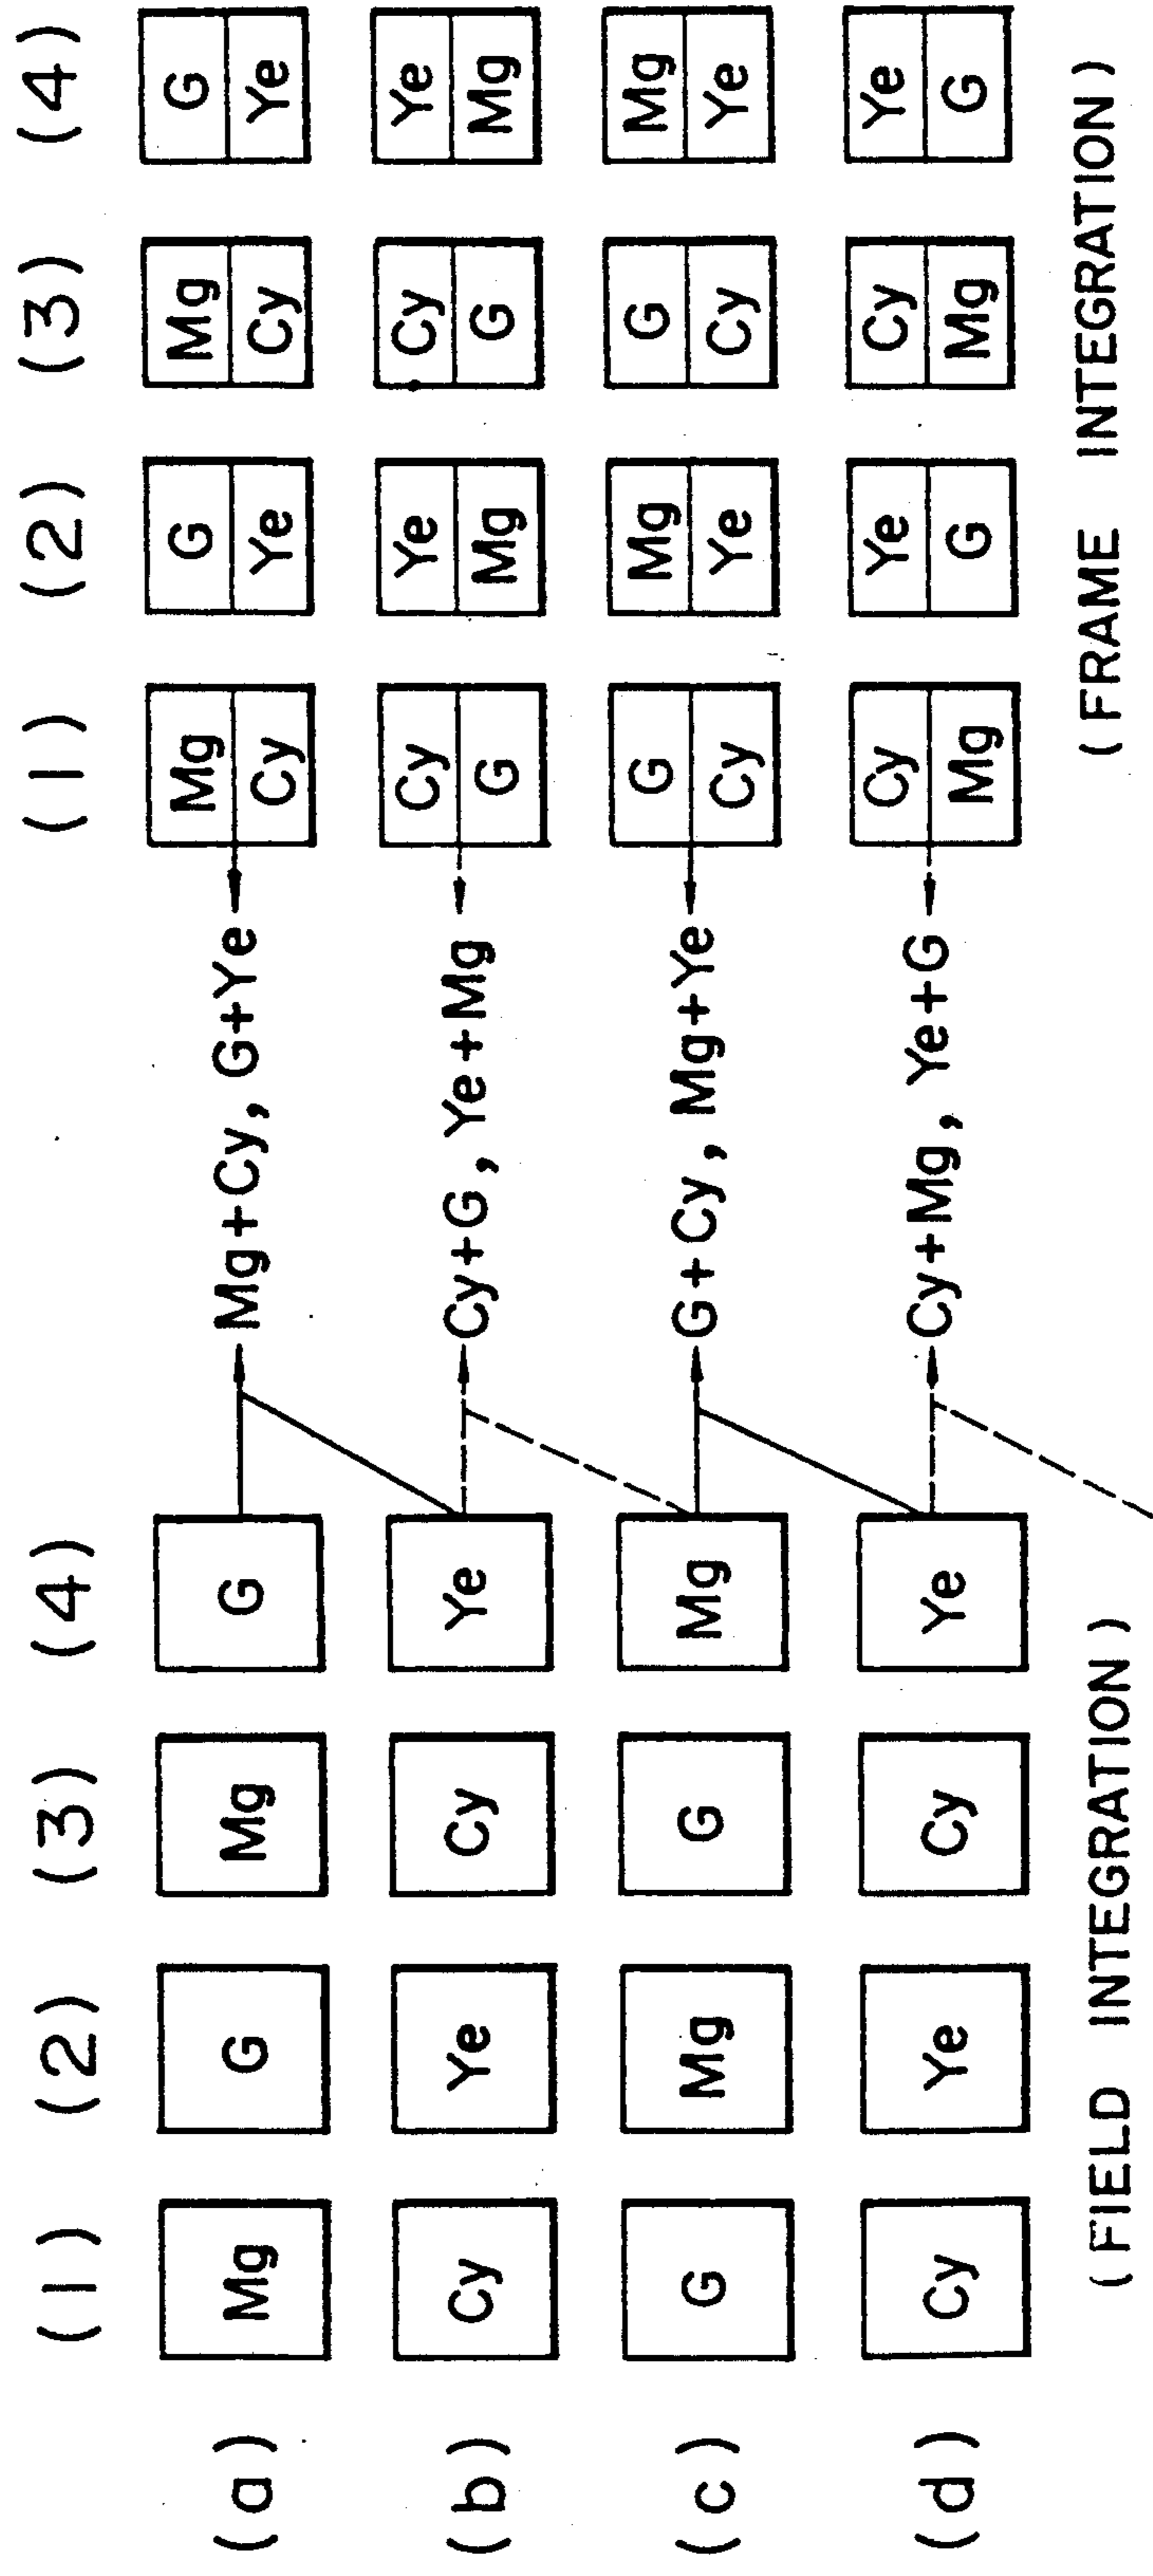 (1) (2) (3) (4) (1) (2) (3) (4)
(a) Mg G Mg G Mg+Cy, G+Ye Mg G Mg G
Cy Ye Cy Ye
(b) Cy Ye Cy Ye Cy+G, Ye+Mg Cy Ye Cy Ye
G Mg G Mg
(c) G Mg G Mg G+Cy, Mg+Ye G Mg G Mg
Cy Ye Cy Ye
(d) Cy Ye Cy Ye Cy+Mg, Ye+G Cy Ye Cy Ye
Mg G Mg G
(FIELD INTEGRATION) (FRAME INTEGRATION)